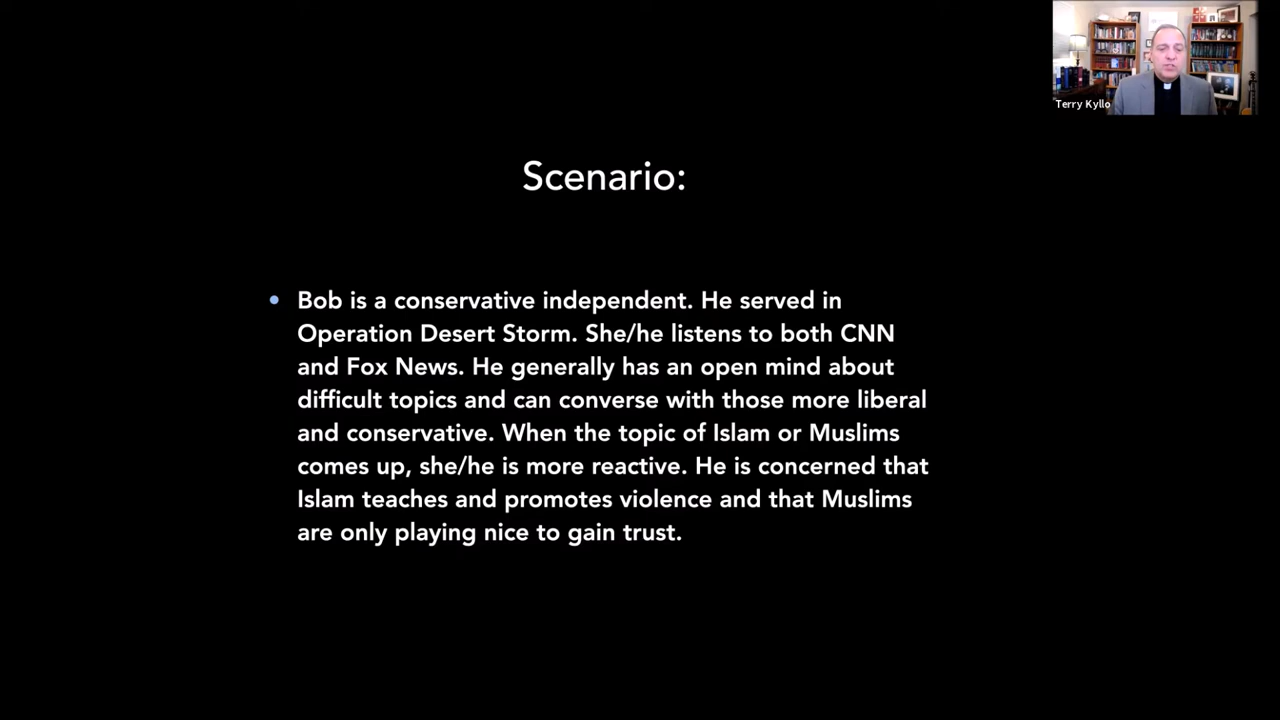 Terry Kyllo
Scenario:
• Bob is a conservative independent. He served in
Operation Desert Storm. She/he listens to both CNN
and Fox News. He generally has an open mind about
difficult topics and can converse with those more liberal
and conservative. When the topic of Islam or Muslims
comes up, she/he is more reactive. He is concerned that
Islam teaches and promotes violence and that Muslims
are only playing nice to gain trust.